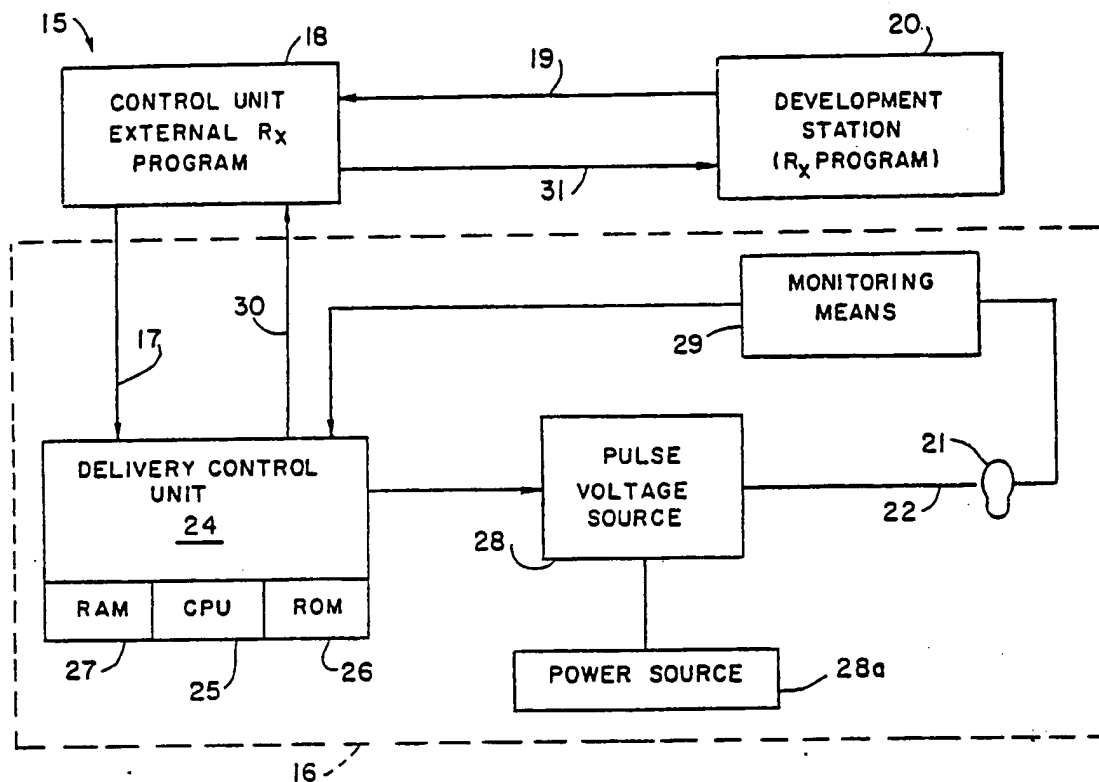 15
18
20
19
CONTROL UNIT
EXTERNAL Rx
PROGRAM
DEVELOPMENT
STATION
(Rx PROGRAM)
31
MONITORING
MEANS
30
29
17
DELIVERY CONTROL
UNIT
24
PULSE
VOLTAGE
SOURCE
21
22
28
RAM
CPU
ROM
27
25
26
POWER SOURCE
28a
16